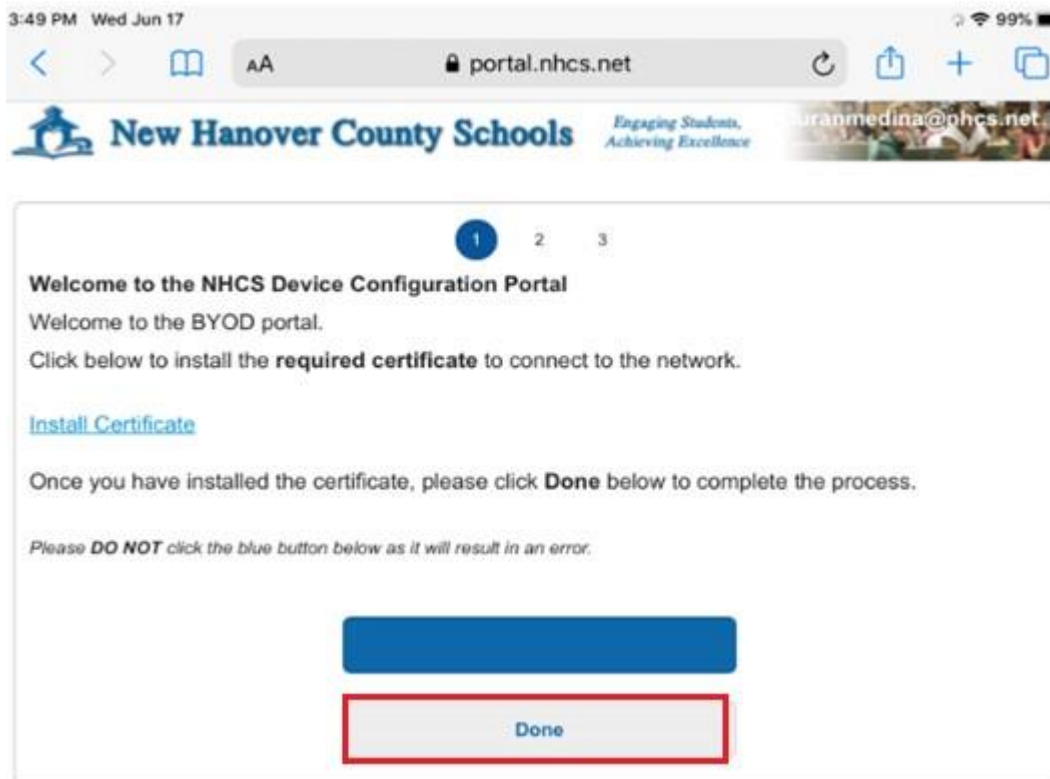 3:49 PM Wed Jun 17
99%
AA
portal.nhcs.net
New Hanover County Schools
Engaging Students,
Achieving Excellence
1 2 3
Welcome to the NHCS Device Configuration Portal
Welcome to the BYOD portal.
Click below to install the required certificate to connect to the network.
Install Certificate
Once you have installed the certificate, please click Done below to complete the process.
Please DO NOT click the blue button below as it will result in an error.
Done